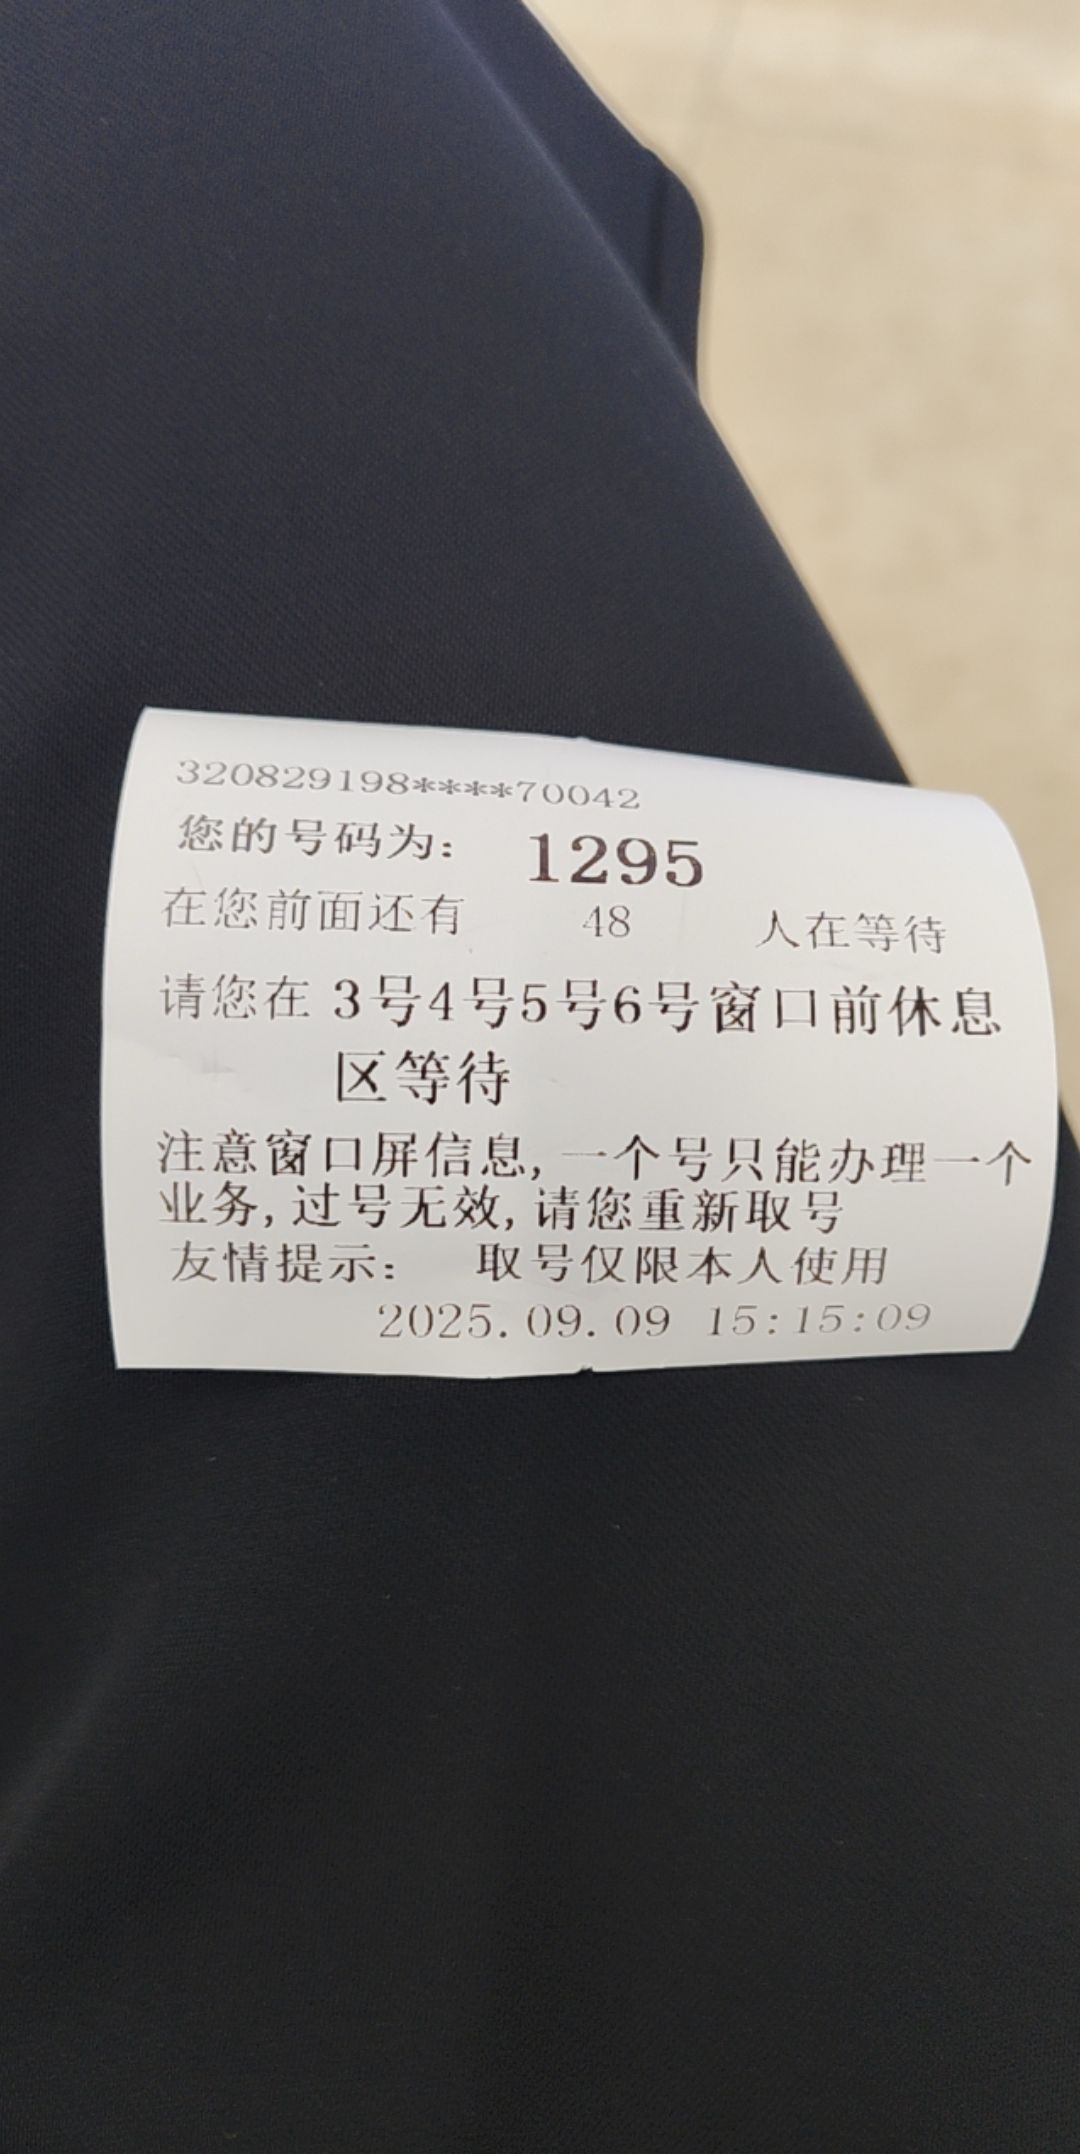 320829198****70042
您的号码为: 1295
在您前面还有 48 人在等待
请您在 3号4号5号6号窗口前休息
区等待
注意窗口屏信息,一个号只能办理一个
业务,过号无效,请您重新取号
友情提示: 取号仅限本人使用
2025.09.09 15:15:09